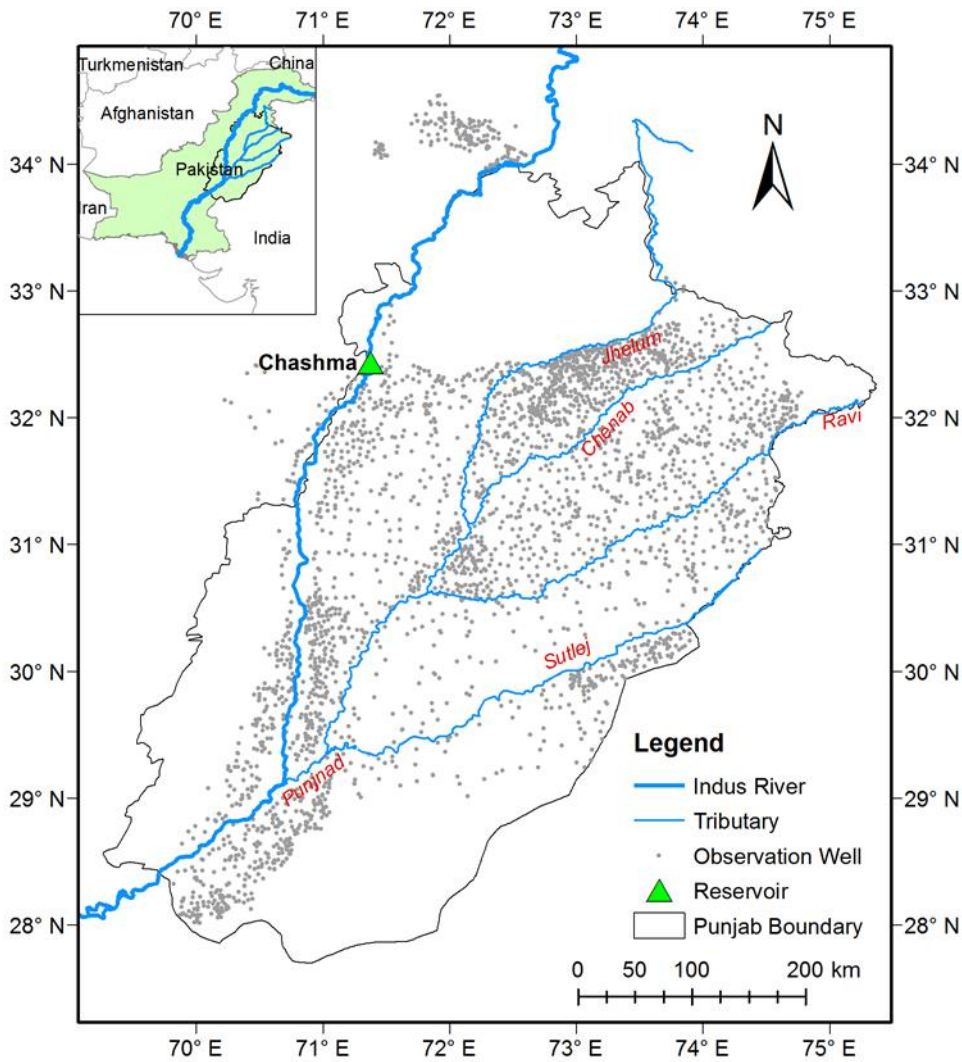 70° E 71° E 72° E 73° E 74° E 75° E
Turkmenistan
China
Afghanistan
Pakistan
Iran
India
N
34° N 34° N
33° N 33° N
Chashma
Jhelum
32° N 32° N
Chenab
Ravi
31° N 31° N
30° N 30° N
Sutlej
29° N 29° N
Punjnad
28° N 28° N
Legend
Indus River
Tributary
Observation Well
Reservoir
Punjab Boundary
0 50 100 200 km
70° E 71° E 72° E 73° E 74° E 75° E